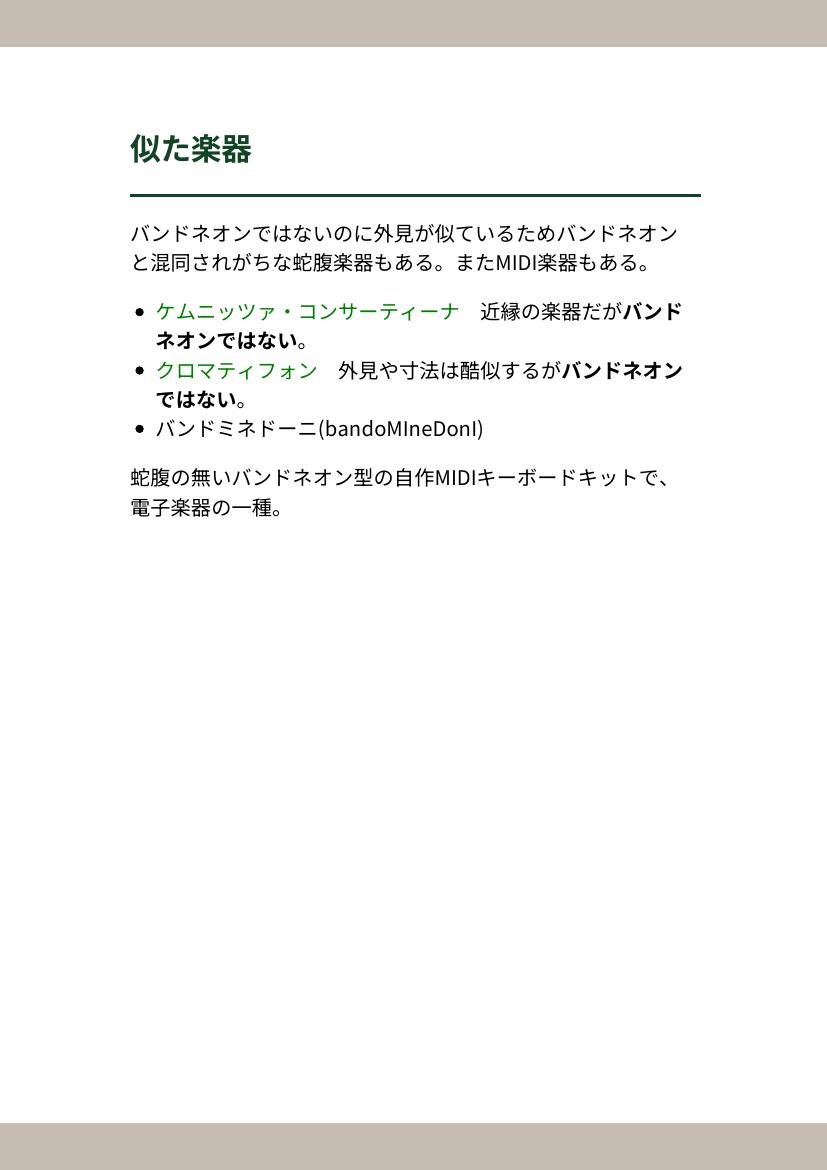 似た楽器
バンドネオンではないのに外見が似ているためバンドネオン
と混同されがちな蛇腹楽器もある。またMIDI楽器もある。
• ケムニッツァ・コンサーティーナ　近縁の楽器だがバンド
ネオンではない。
• クロマティフォン　外見や寸法は酷似するがバンドネオン
ではない。
• バンドミネドーニ(bandoMIneDonI)
蛇腹の無いバンドネオン型の自作MIDIキーボードキットで、
電子楽器の一種。